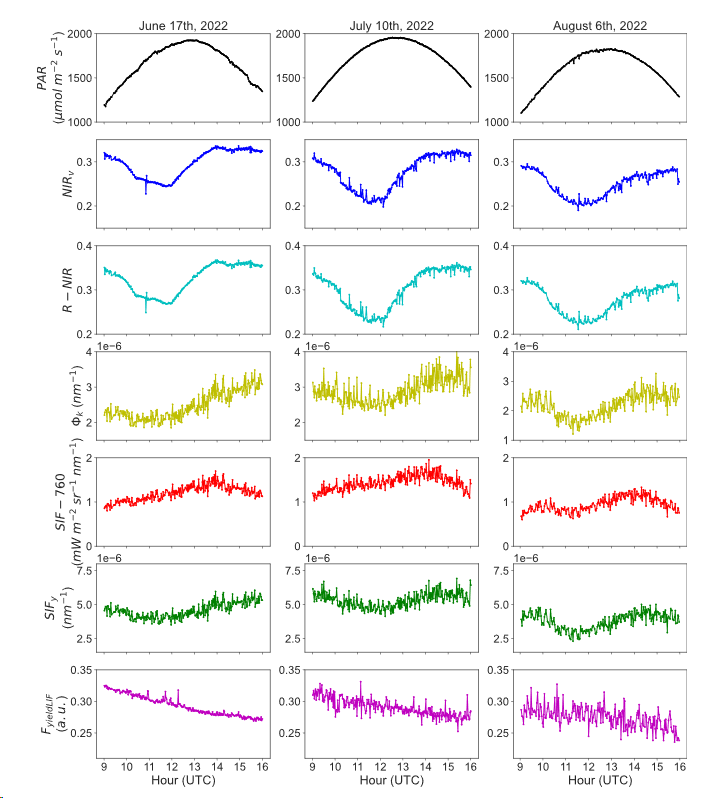 June 17th, 2022 July 10th, 2022 August 6th, 2022
PAR
(μmol m⁻² s⁻¹)
2000 2000 2000
1500 1500 1500
1000 1000 1000
NIRᵥ
0.3 0.3 0.3
0.2 0.2 0.2
R − NIR
0.4 0.4 0.4
0.3 0.3 0.3
0.2 0.2 0.2
1e−6 1e−6 1e−6
Φₖ (nm⁻¹)
4 4 4
3 3 3
2 2 2
1
SIF − 760
(mW m⁻² sr⁻¹ nm⁻¹)
2 2 2
1 1 1
0 0 0
1e−6 1e−6 1e−6
SIF_y
(nm⁻¹)
7.5 7.5 7.5
5.0 5.0 5.0
2.5 2.5 2.5
F_yieldLIF
(a. u.)
0.35 0.35 0.35
0.30 0.30 0.30
0.25 0.25 0.25
9 10 11 12 13 14 15 16 9 10 11 12 13 14 15 16 9 10 11 12 13 14 15 16
Hour (UTC) Hour (UTC) Hour (UTC)